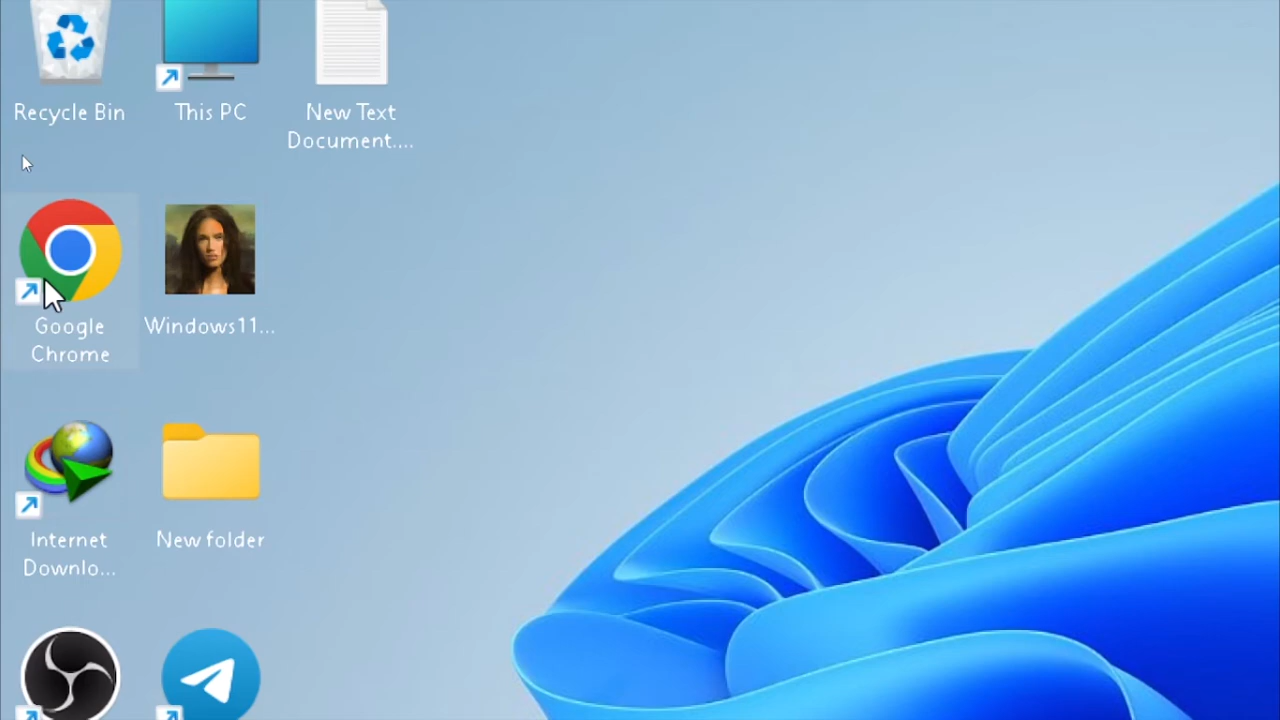 Recycle Bin
This PC
New Text
Document....
Google
Chrome
Windows11...
Internet
Downlo...
New folder